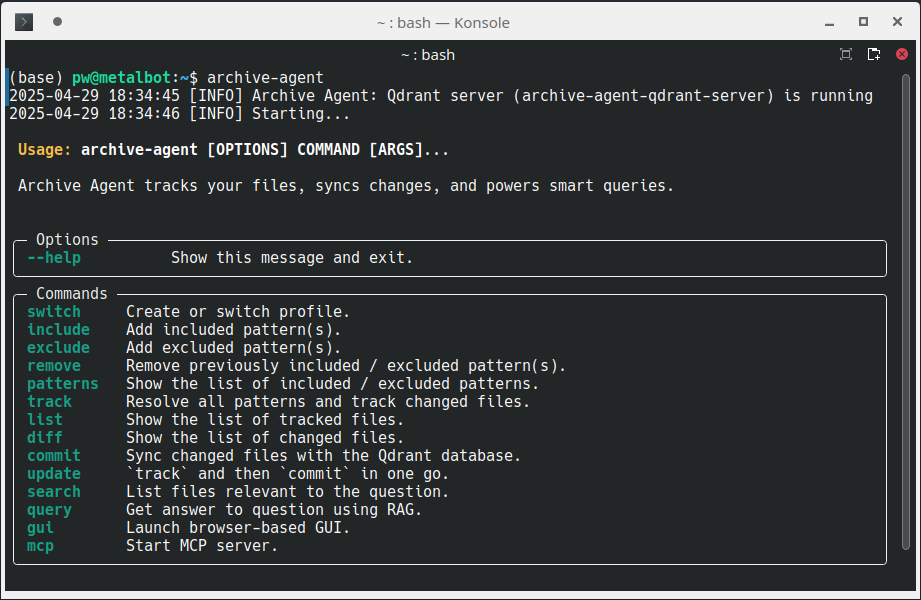 ~ : bash — Konsole
~ : bash
(base) pw@metalbot:~$ archive-agent
2025-04-29 18:34:45 [INFO] Archive Agent: Qdrant server (archive-agent-qdrant-server) is running
2025-04-29 18:34:46 [INFO] Starting...
Usage: archive-agent [OPTIONS] COMMAND [ARGS]...
Archive Agent tracks your files, syncs changes, and powers smart queries.
Options
--help Show this message and exit.
Commands
switch Create or switch profile.
include Add included pattern(s).
exclude Add excluded pattern(s).
remove Remove previously included / excluded pattern(s).
patterns Show the list of included / excluded patterns.
track Resolve all patterns and track changed files.
list Show the list of tracked files.
diff Show the list of changed files.
commit Sync changed files with the Qdrant database.
update `track` and then `commit` in one go.
search List files relevant to the question.
query Get answer to question using RAG.
gui Launch browser-based GUI.
mcp Start MCP server.